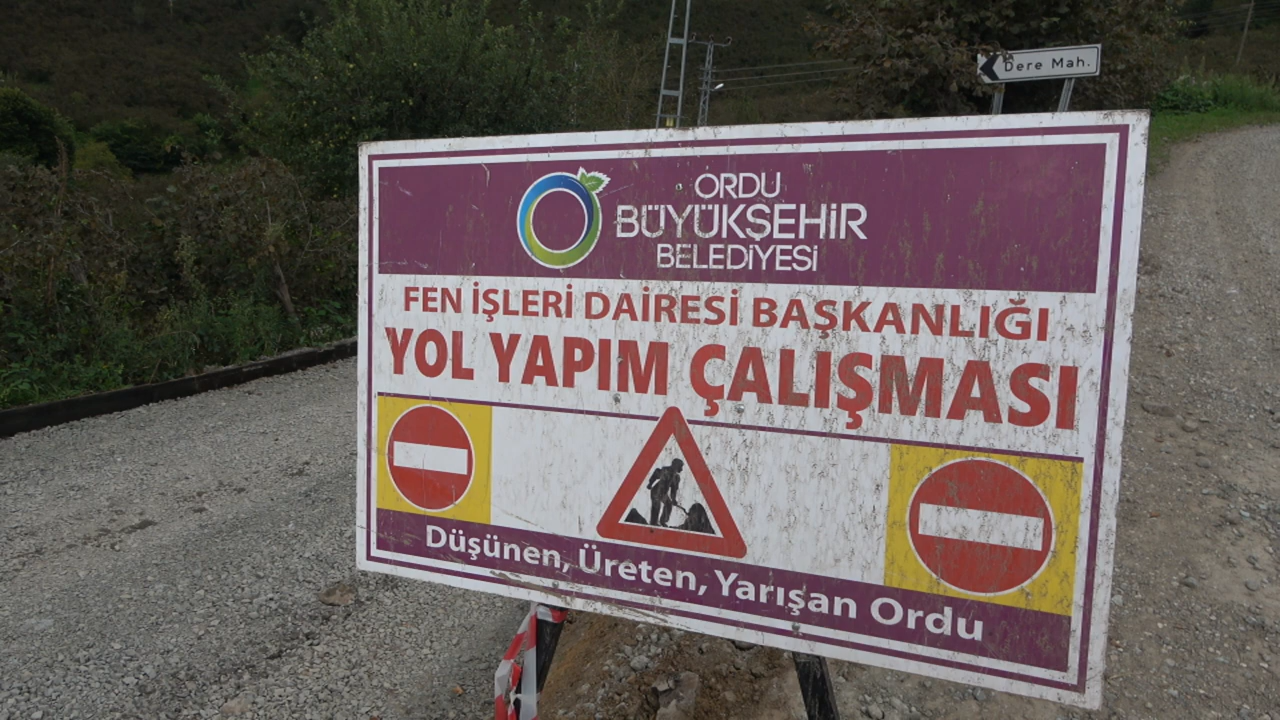 Dere Mah.
ORDU
BÜYÜKŞEHİR
BELEDİYESİ
FEN İŞLERİ DAİRESİ BAŞKANLIĞI
YOL YAPIM ÇALIŞMASI
Düşünen, Üreten, Yarışan Ordu